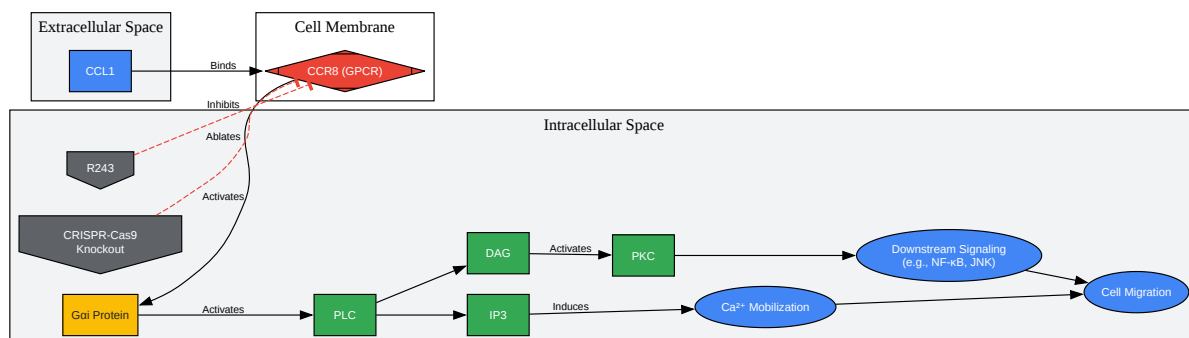 Extracellular Space
Cell Membrane
CCL1
Binds
CCR8 (GPCR)
Inhibits
Intracellular Space
Ablates
R243
Activates
CRISPR-Cas9
Knockout
DAG
Activates
PKC
Downstream Signaling
(e.g., NF-κB, JNK)
Cell Migration
Gαi Protein
Activates
PLC
IP3
Induces
Ca²⁺ Mobilization